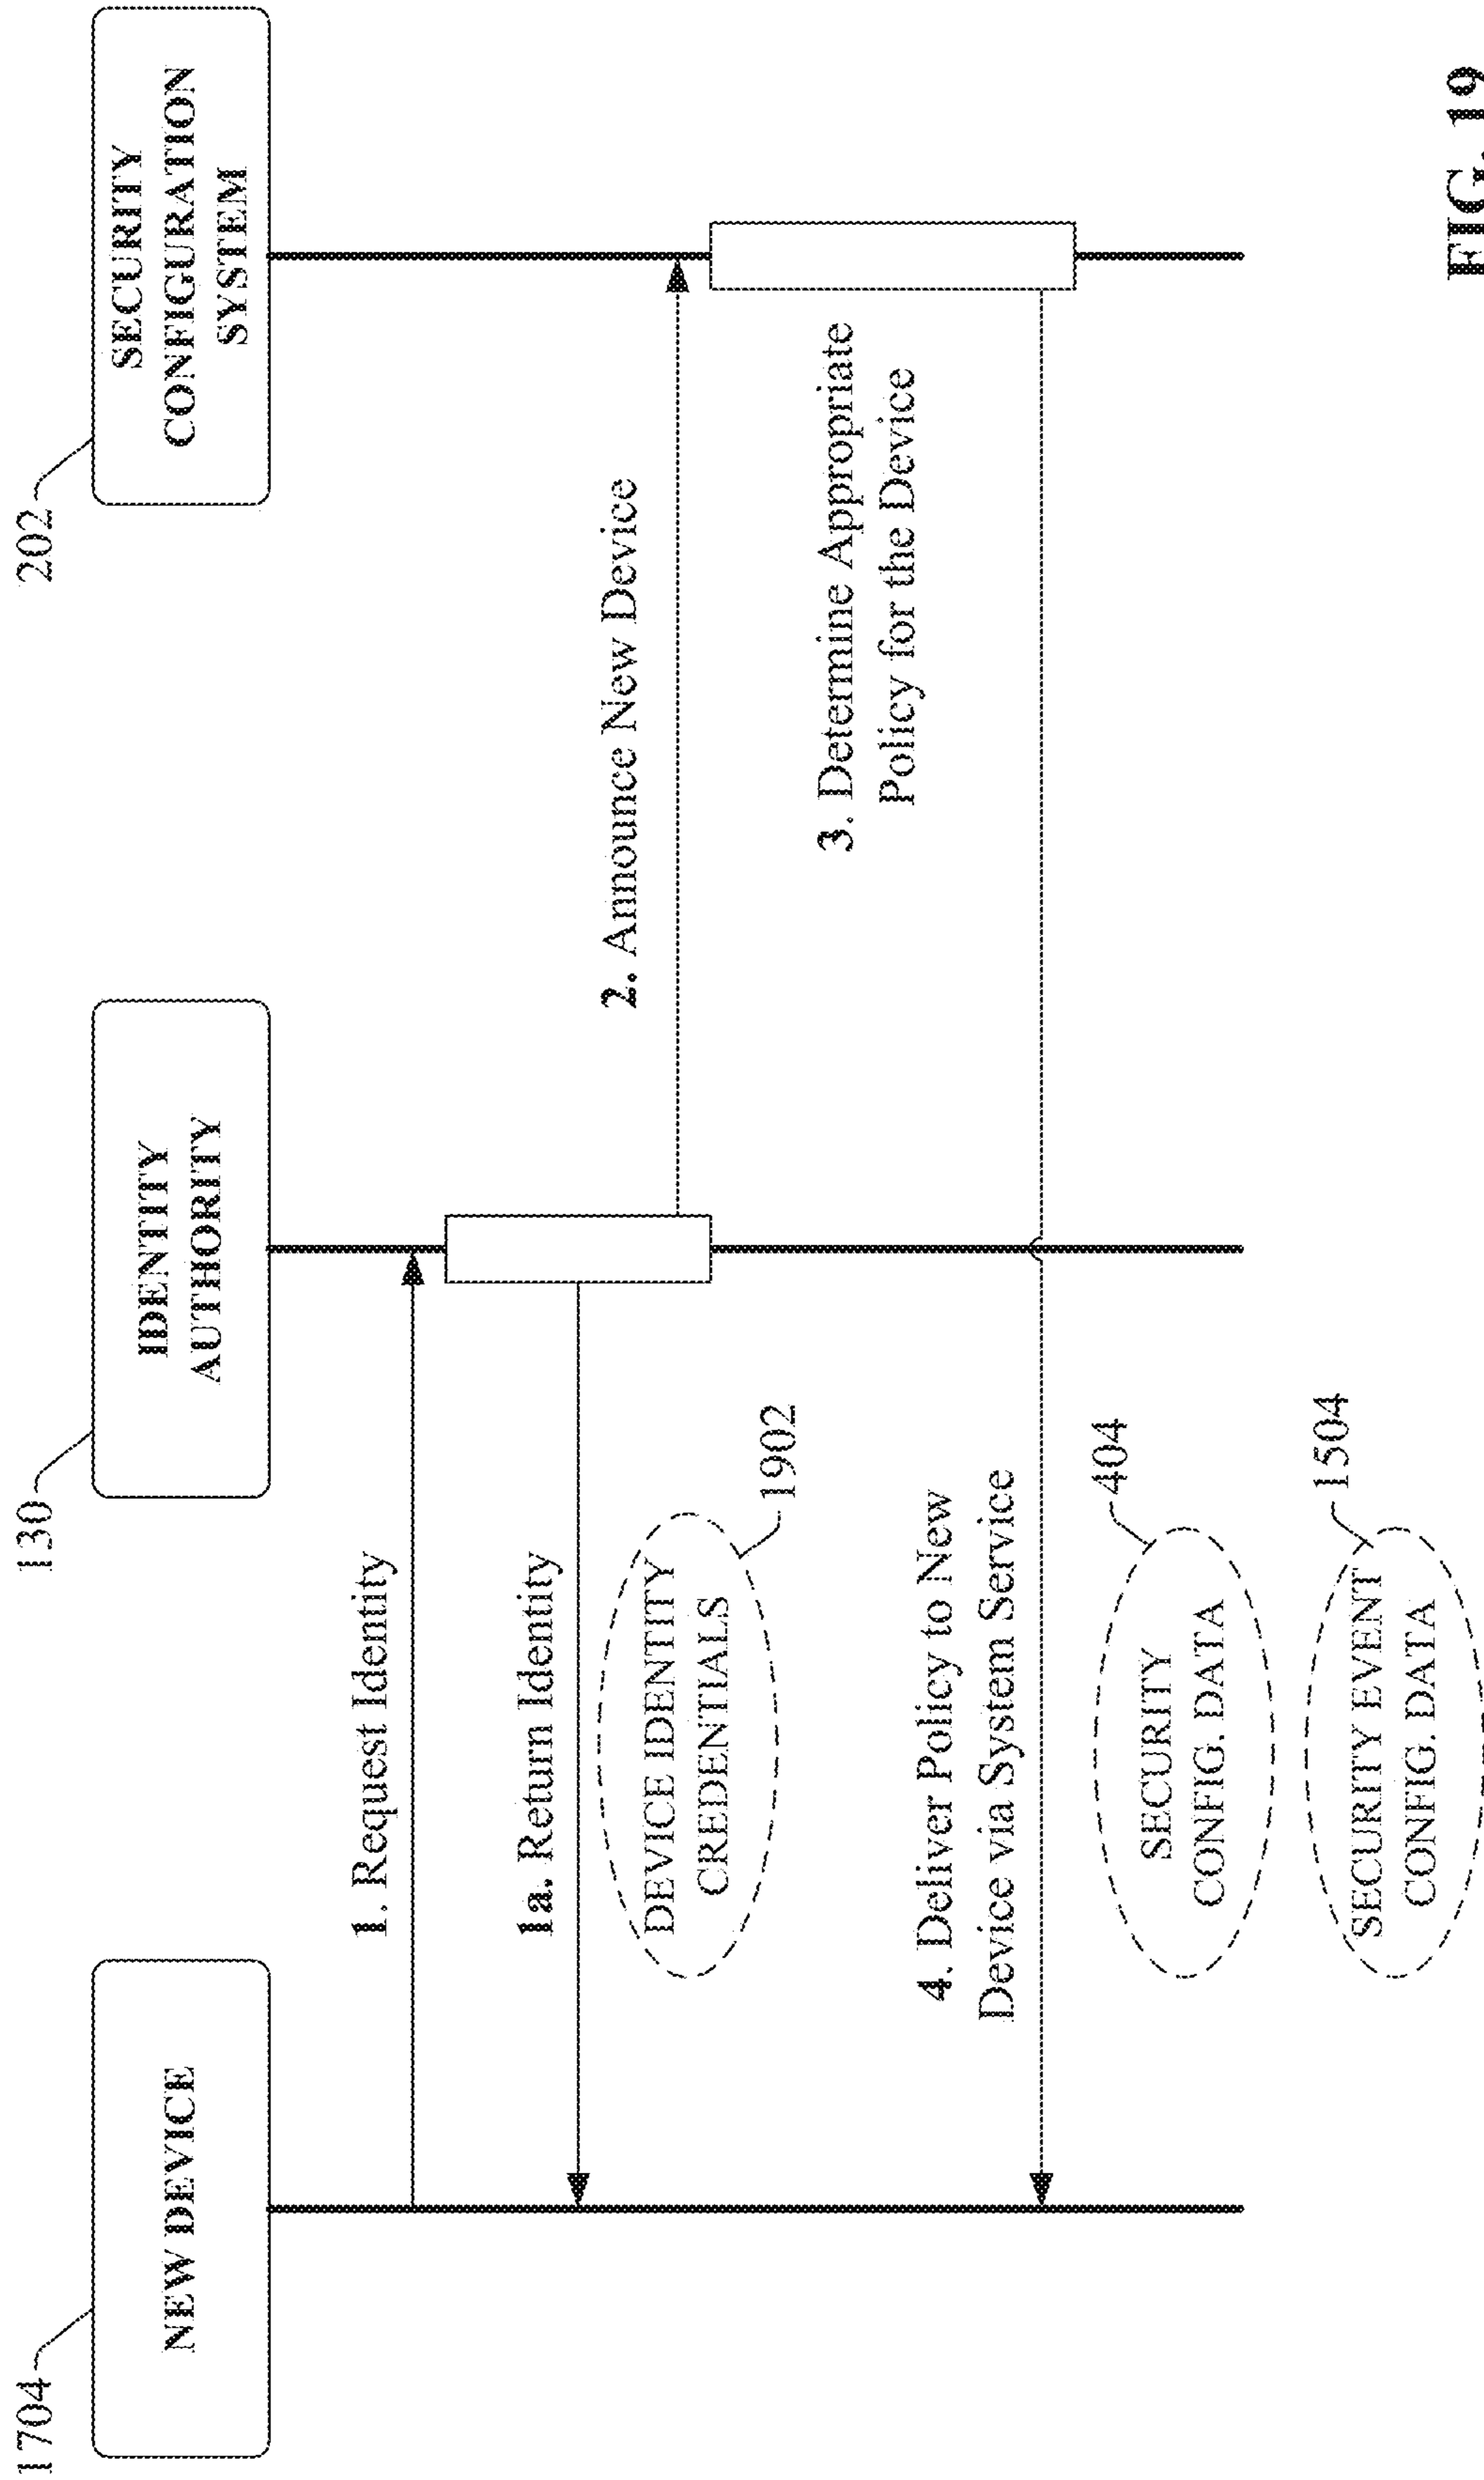 1704
NEW DEVICE
130
IDENTITY
AUTHORITY
202
SECURITY
CONFIGURATION
SYSTEM
1. Request Identity
1a. Return Identity
DEVICE IDENTITY
CREDENTIALS
1902
2. Announce New Device
3. Determine Appropriate
Policy for the Device
4. Deliver Policy to New
Device via System Service
SECURITY
CONFIG. DATA
404
SECURITY EVENT
CONFIG. DATA
1504
FIG. 19